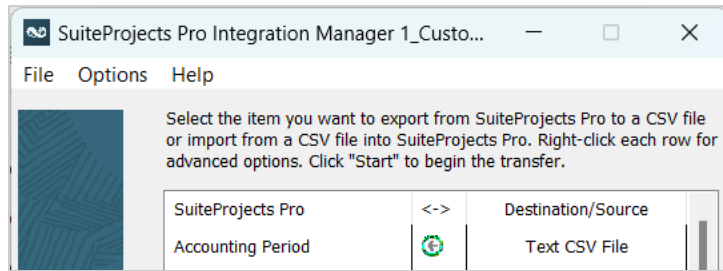 SuiteProjects Pro Integration Manager 1_Custo...
File Options Help
Select the item you want to export from SuiteProjects Pro to a CSV file
or import from a CSV file into SuiteProjects Pro. Right-click each row for
advanced options. Click "Start" to begin the transfer.
SuiteProjects Pro <-> Destination/Source
Accounting Period Text CSV File